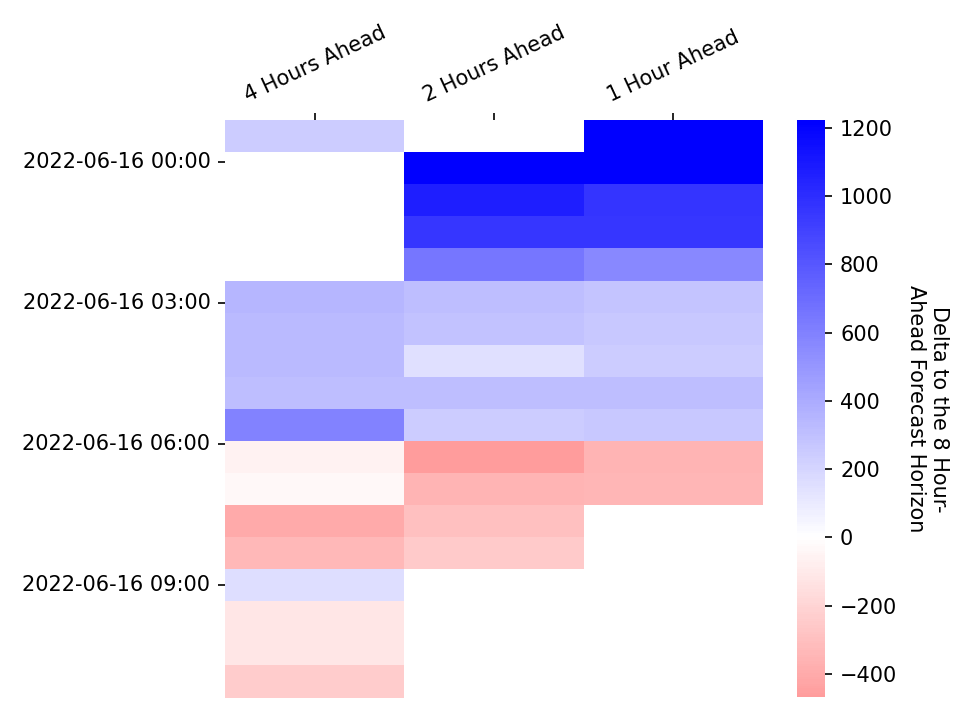 4 Hours Ahead
2 Hours Ahead
1 Hour Ahead
2022-06-16 00:00
2022-06-16 03:00
2022-06-16 06:00
2022-06-16 09:00
1200
1000
800
600
400
200
0
−200
−400
Delta to the 8 Hour-
Ahead Forecast Horizon